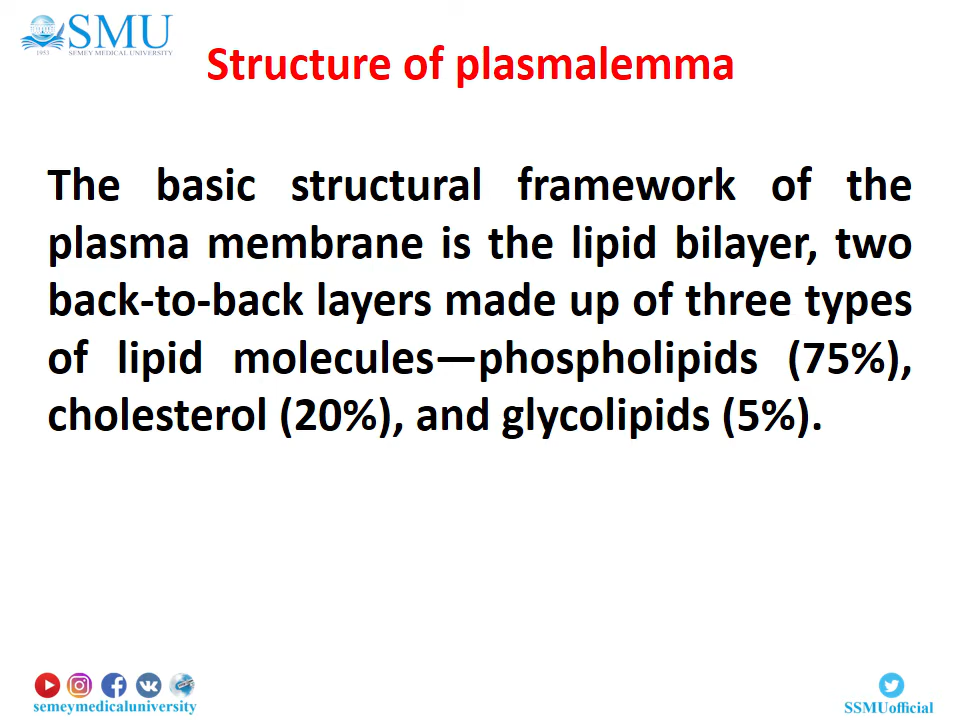 SMU
SEMEY MEDICAL UNIVERSITY
1953
Structure of plasmalemma
The basic structural framework of the
plasma membrane is the lipid bilayer, two
back-to-back layers made up of three types
of lipid molecules—phospholipids (75%),
cholesterol (20%), and glycolipids (5%).
semeymedicaluniversity
SSMUofficial